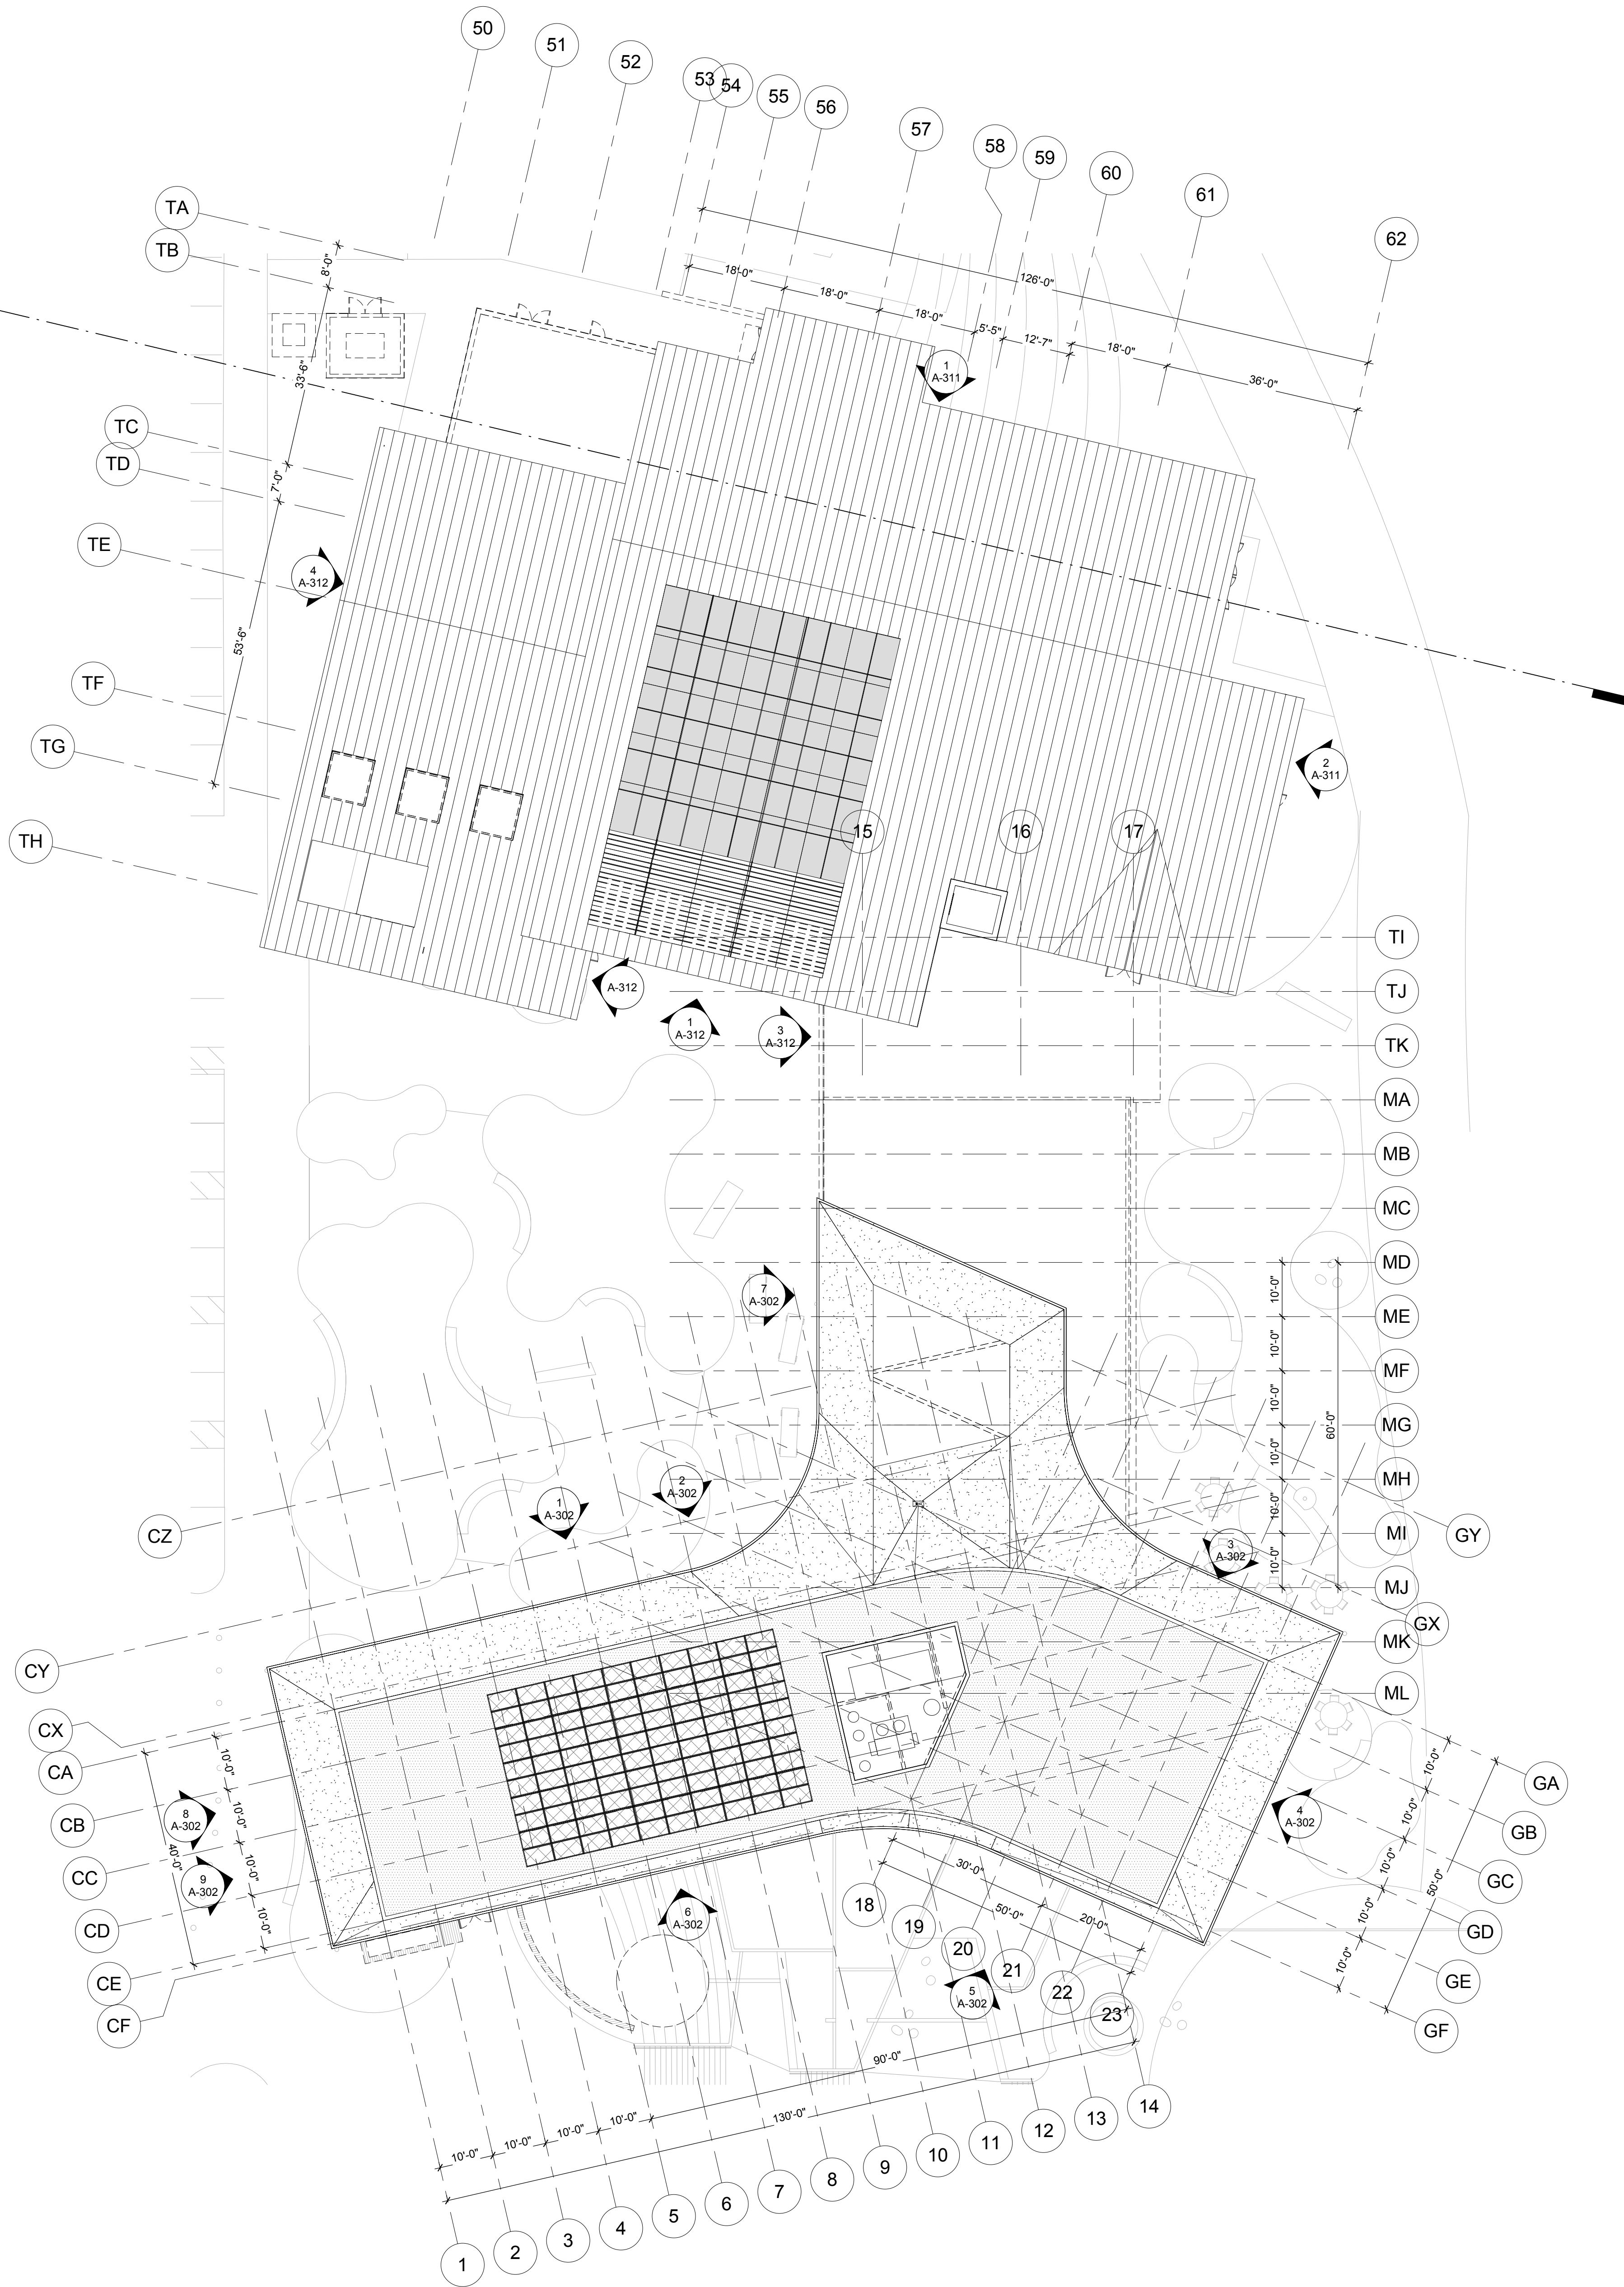 50
51
52
53
54
55
56
57
58
59
60
61
62
TA
TB
8'-0"
33'-6"
126'-0"
18'-0"
18'-0"
18'-0"
5'-5"
12'-7"
18'-0"
36'-0"
1
A-311
TC
TD
7'-0"
TE
4
A-312
53'-6"
TF
TG
TH
2
A-311
15
16
17
A-312
1
A-312
3
A-312
TI
TJ
TK
MA
MB
MC
MD
ME
MF
MG
MH
MI
MJ
MK
ML
10'-0"
10'-0"
10'-0"
10'-0"
10'-0"
10'-0"
60'-0"
7
A-302
2
A-302
1
A-302
3
A-302
CZ
GY
GX
CY
CX
CA
CB
CC
CD
CE
CF
10'-0"
10'-0"
10'-0"
10'-0"
40'-0"
8
A-302
9
A-302
6
A-302
5
A-302
4
A-302
GA
GB
GC
GD
GE
GF
10'-0"
10'-0"
10'-0"
10'-0"
10'-0"
50'-0"
30'-0"
50'-0"
20'-0"
18
19
20
21
22
23
90'-0"
130'-0"
10'-0"
10'-0"
10'-0"
10'-0"
1
2
3
4
5
6
7
8
9
10
11
12
13
14